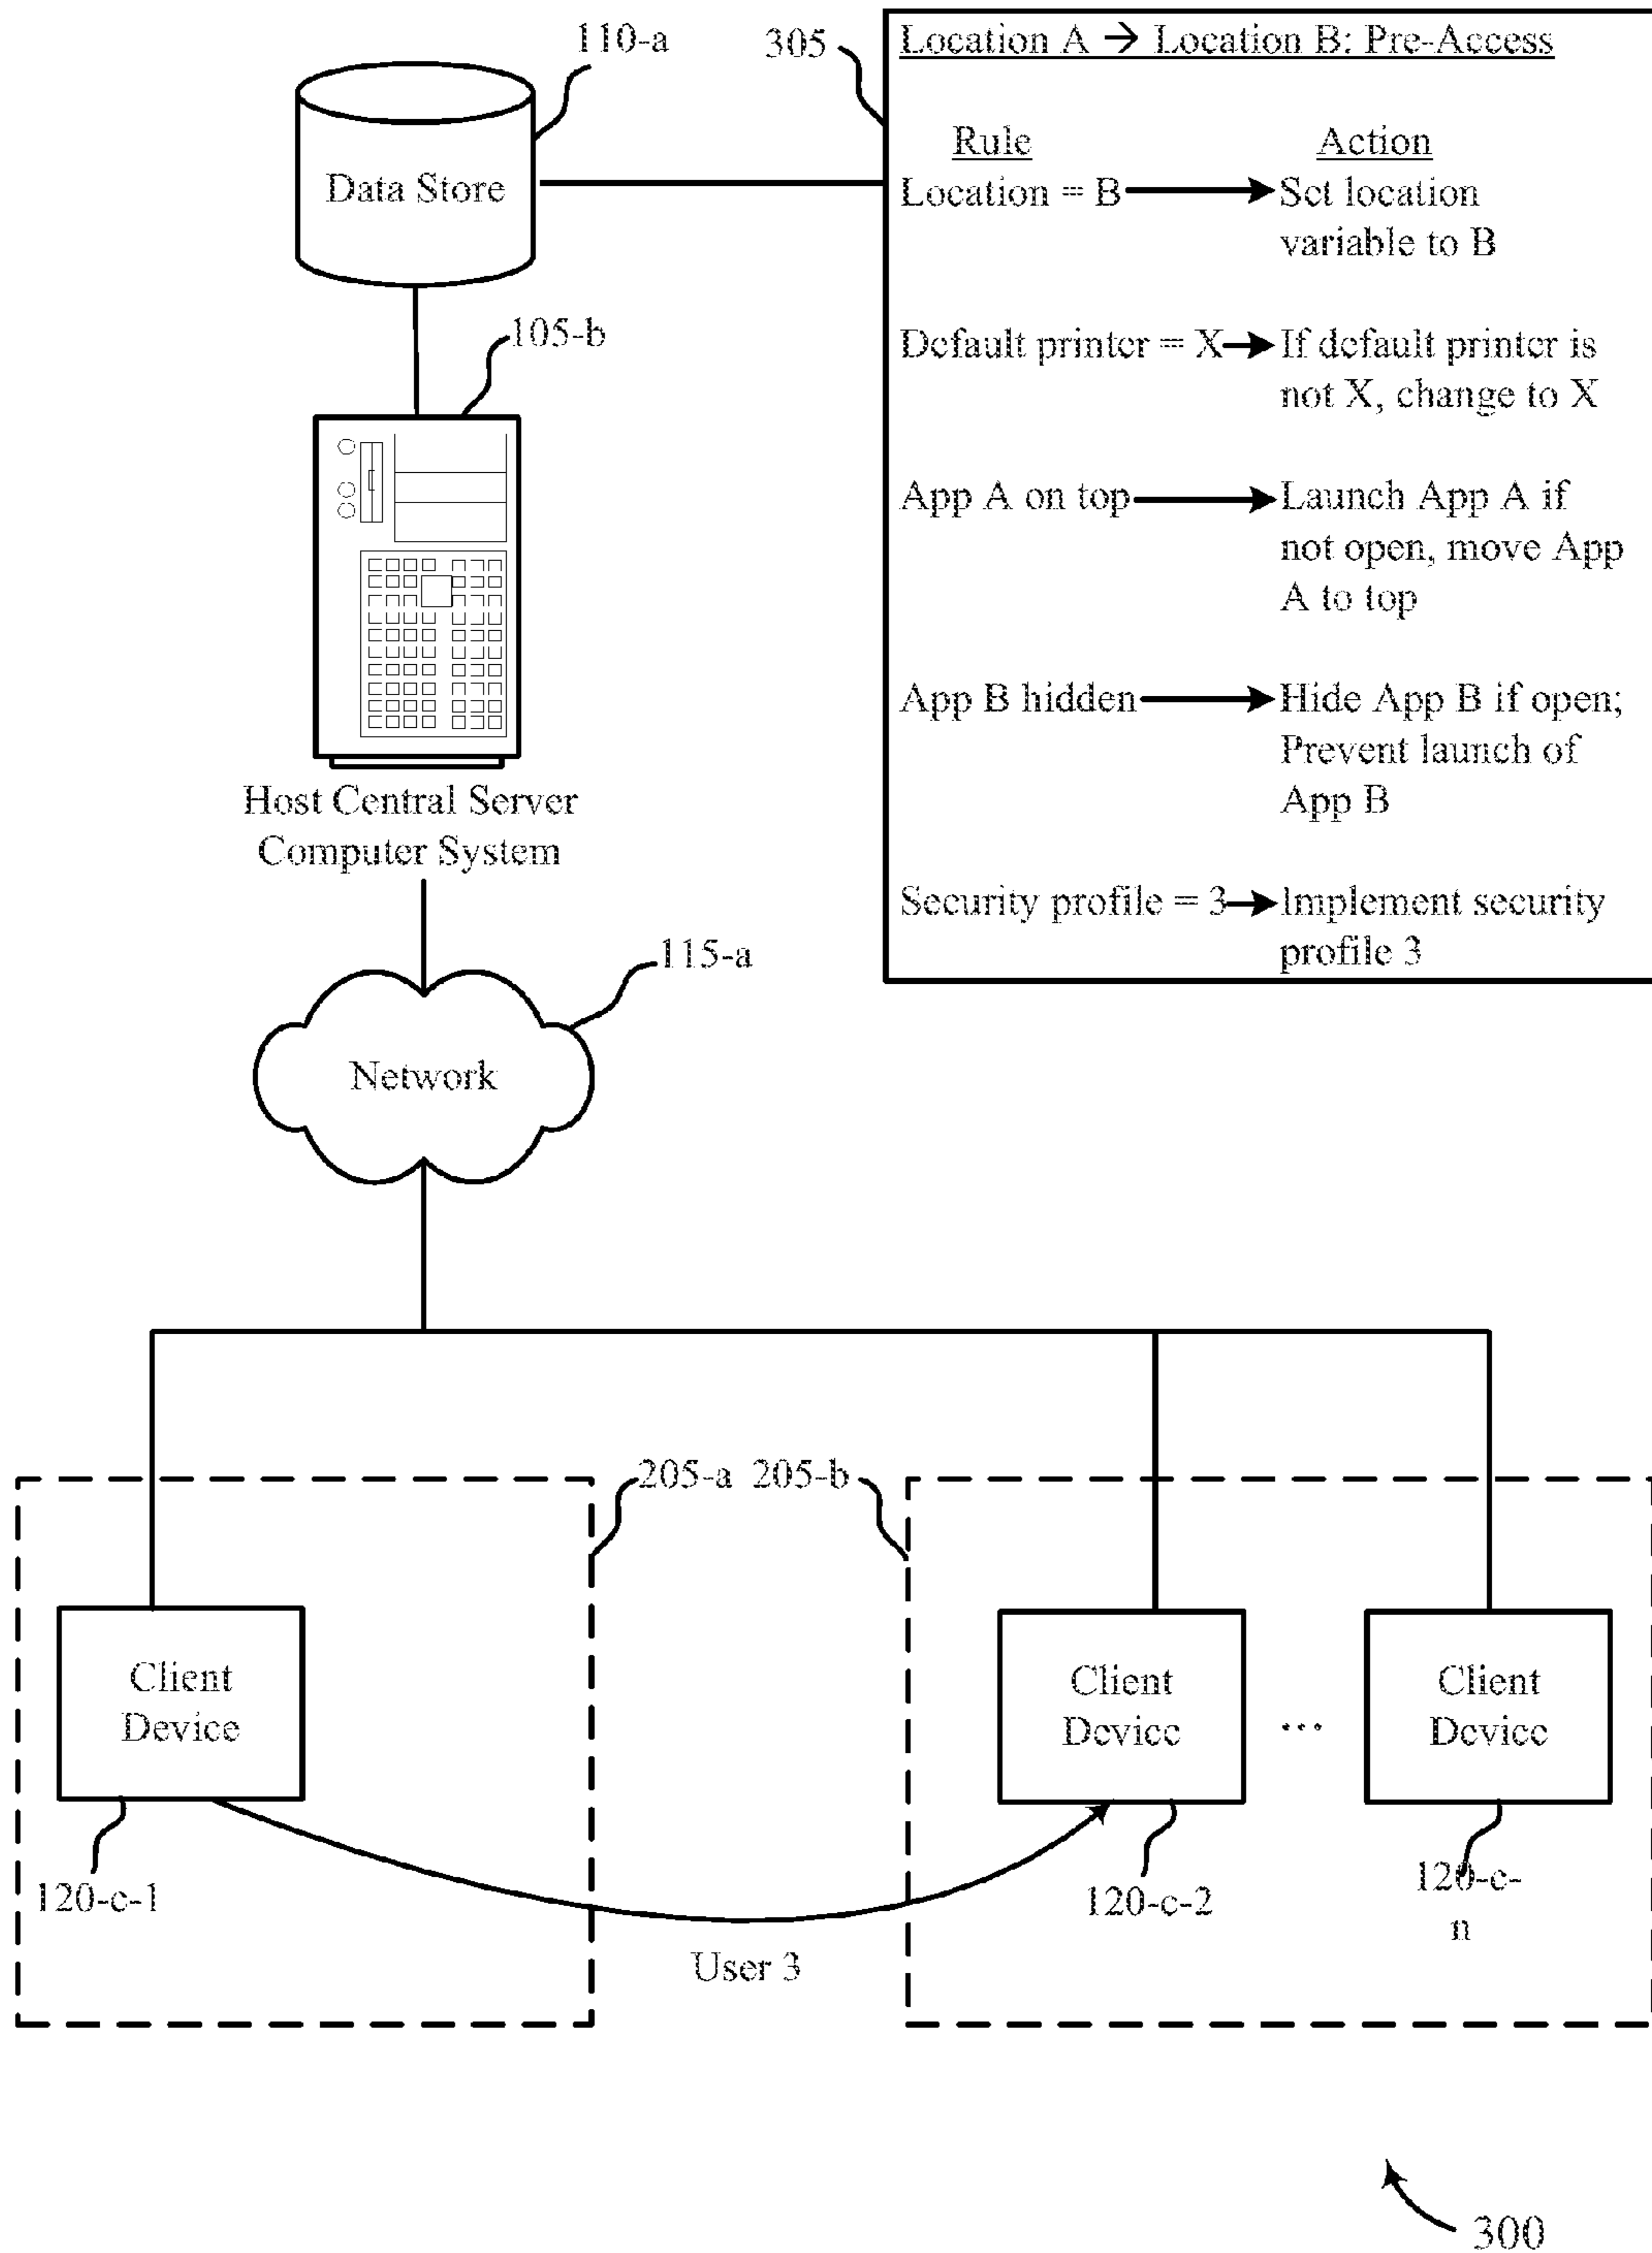 110-a
305
Location A → Location B: Pre-Access
Rule
Action
Data Store
Location = B
Set location
variable to B
105-b
Default printer = X
If default printer is
not X, change to X
App A on top
Launch App A if
not open, move App
A to top
App B hidden
Hide App B if open;
Prevent launch of
App B
Host Central Server
Computer System
Security profile = 3
Implement security
profile 3
115-a
Network
205-a
205-b
Client
Device
Client
Device
...
Client
Device
120-c-1
120-c-2
120-c-
n
User 3
300